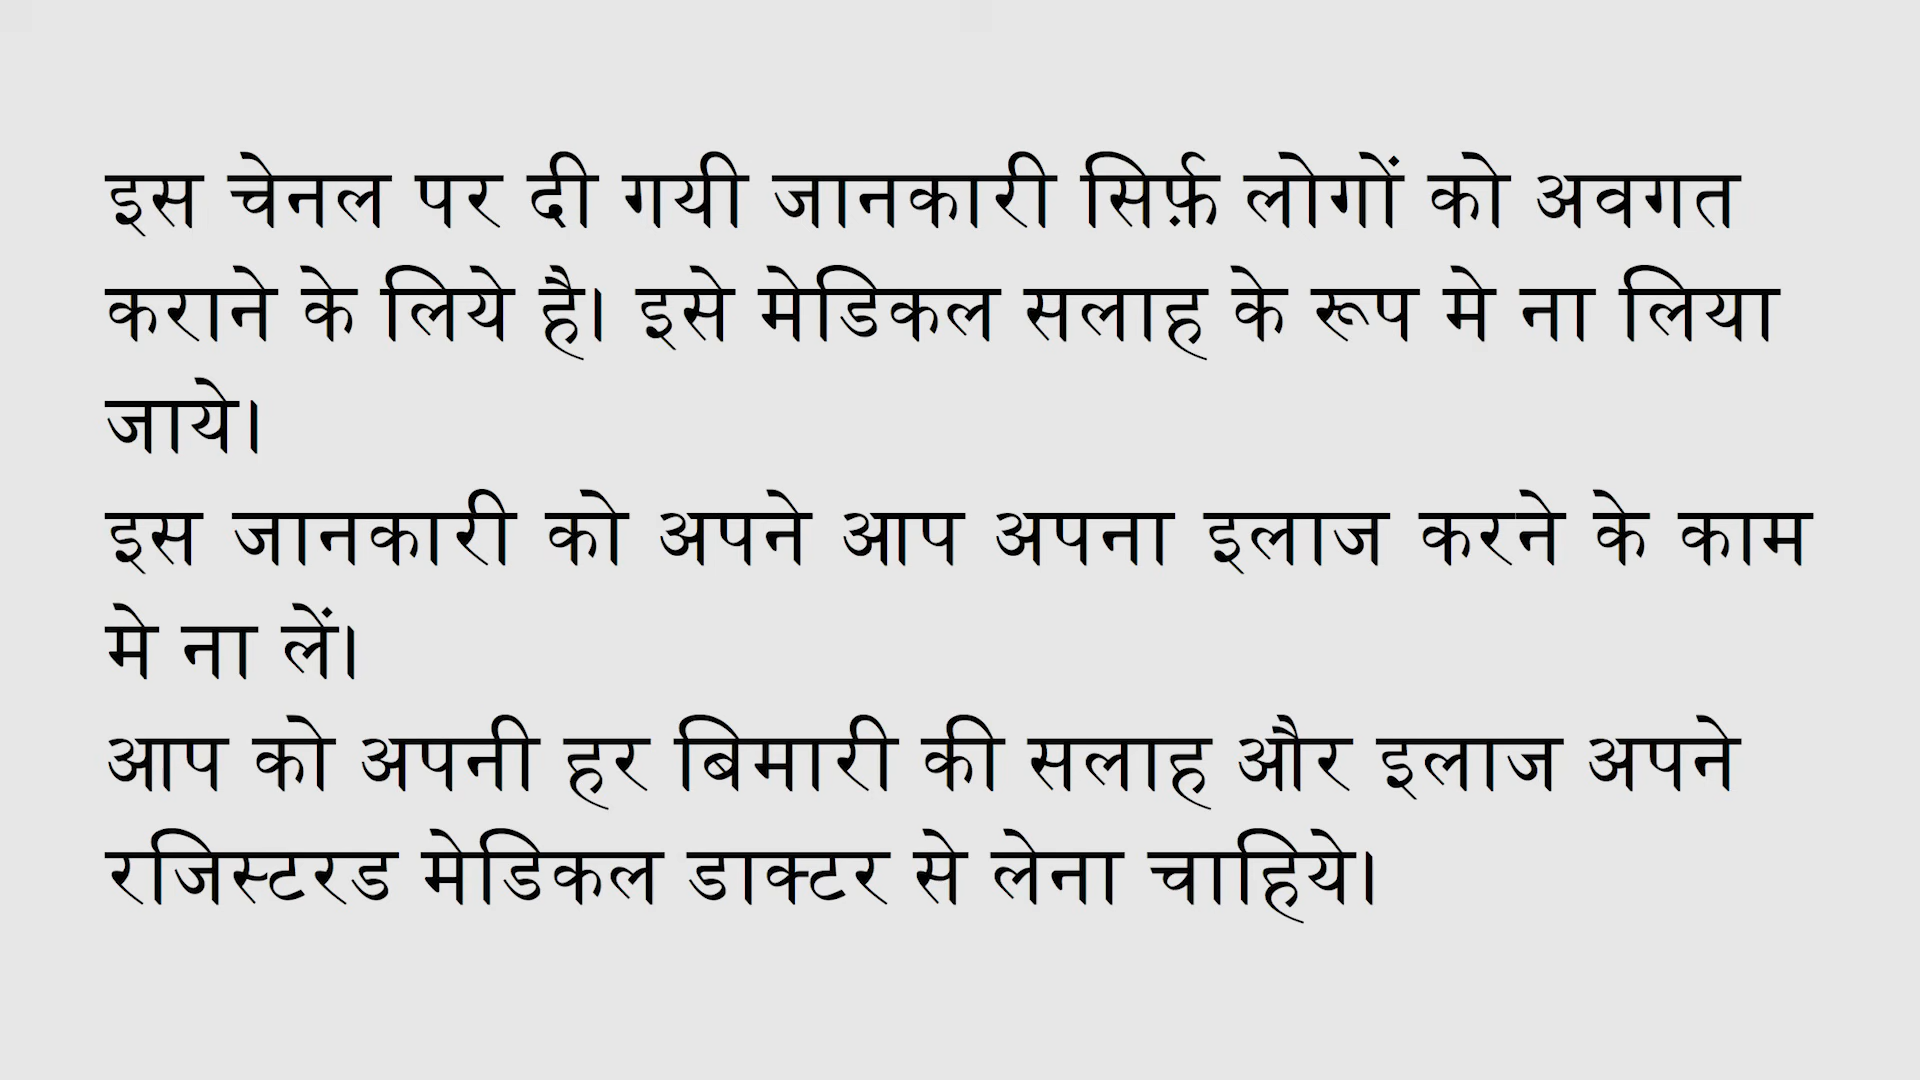 इस चेनल पर दी गयी जानकारी सिर्फ़ लोगों को अवगत
कराने के लिये है। इसे मेडिकल सलाह के रूप मे ना लिया
जाये।
इस जानकारी को अपने आप अपना इलाज करने के काम
मे ना लें।
आप को अपनी हर बिमारी की सलाह और इलाज अपने
रजिस्टरड मेडिकल डाक्टर से लेना चाहिये।